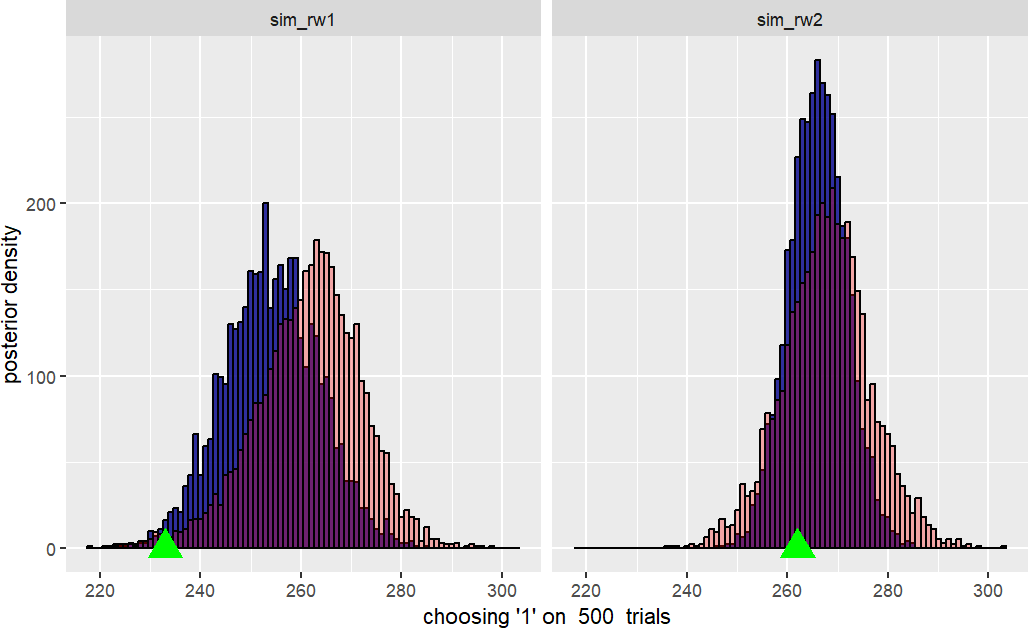 sim_rw1 sim_rw2
posterior density
200
100
0
220 240 260 280 300 220 240 260 280 300
choosing '1' on 500 trials